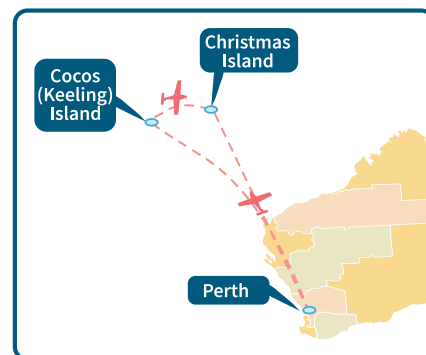 Christmas
Island
Cocos
(Keeling)
Island
Perth